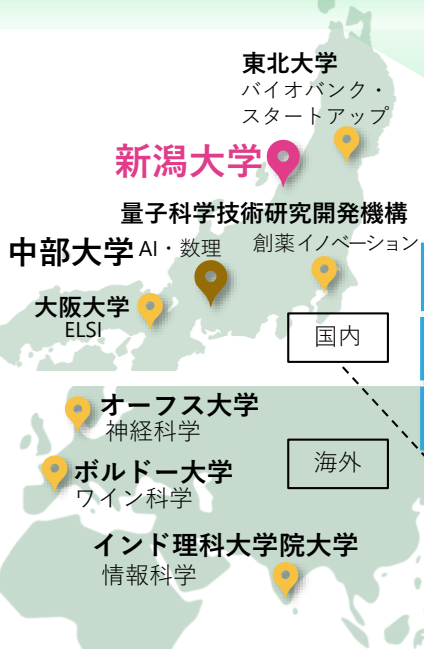 東北大学
バイオバンク・
スタートアップ
新潟大学
量子科学技術研究開発機構
創薬イノベーション
中部大学 AI・数理
大阪大学
ELSI
国内
オーフス大学
神経科学
海外
ボルドー大学
ワイン科学
インド理科大学院大学
情報科学